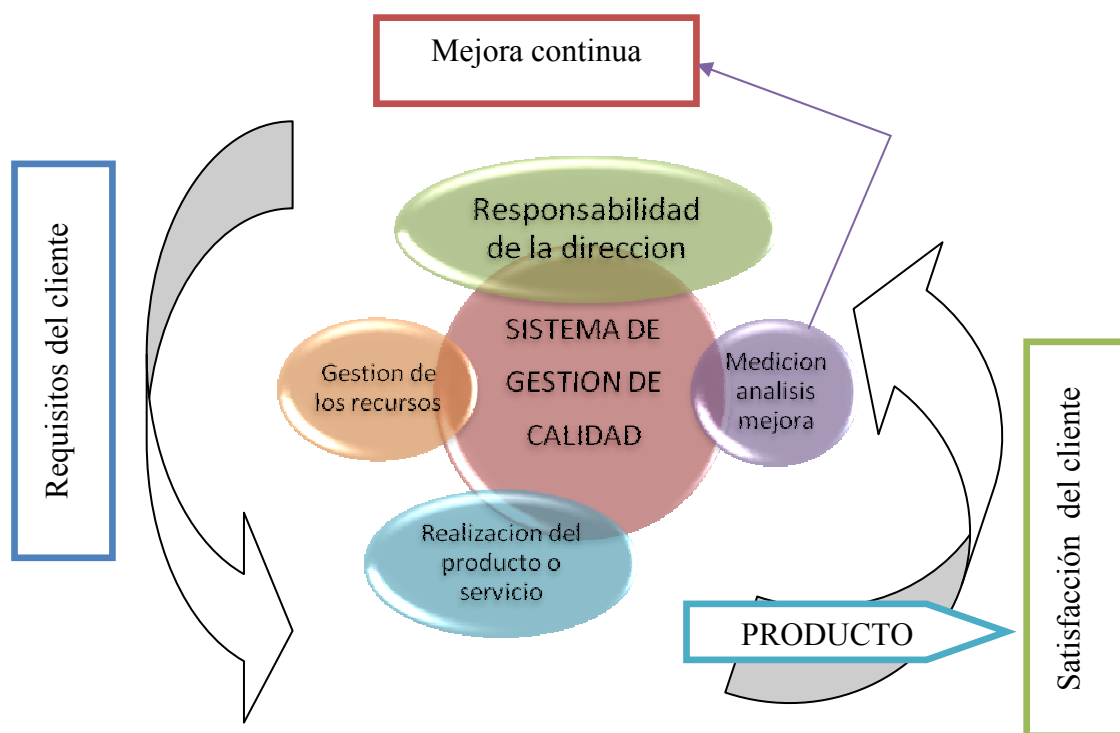 Mejora continua
Requisitos del cliente
Responsabilidad
de la direccion
SISTEMA DE
GESTION DE
CALIDAD
Gestion de
los recursos
Medicion
analisis
mejora
Realizacion del
producto o
servicio
PRODUCTO
Satisfacción del cliente